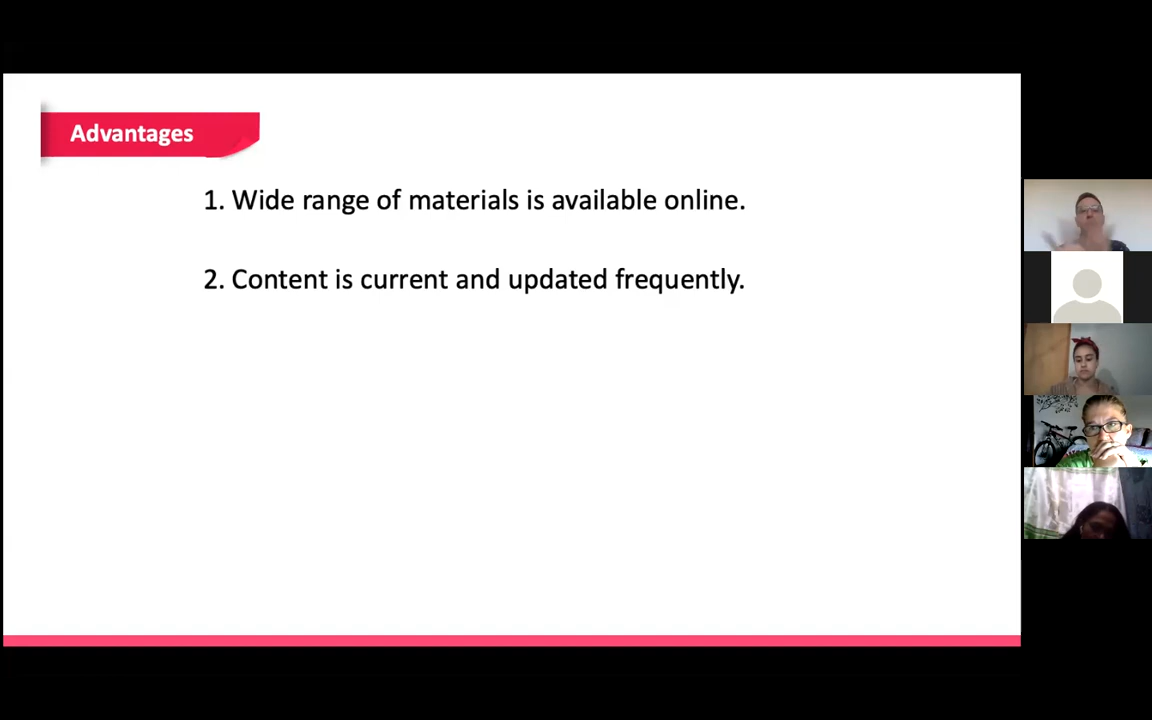 Advantages
1. Wide range of materials is available online.
2. Content is current and updated frequently.